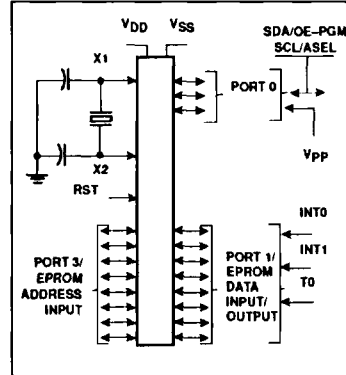 VDD VSS
SDA/OE–PGM
SCL/ASEL
X1
PORT 0
X2
VPP
RST
INT0
INT1
T0
PORT 3/
EPROM
ADDRESS
INPUT
PORT 1/
EPROM
DATA
INPUT/
OUTPUT